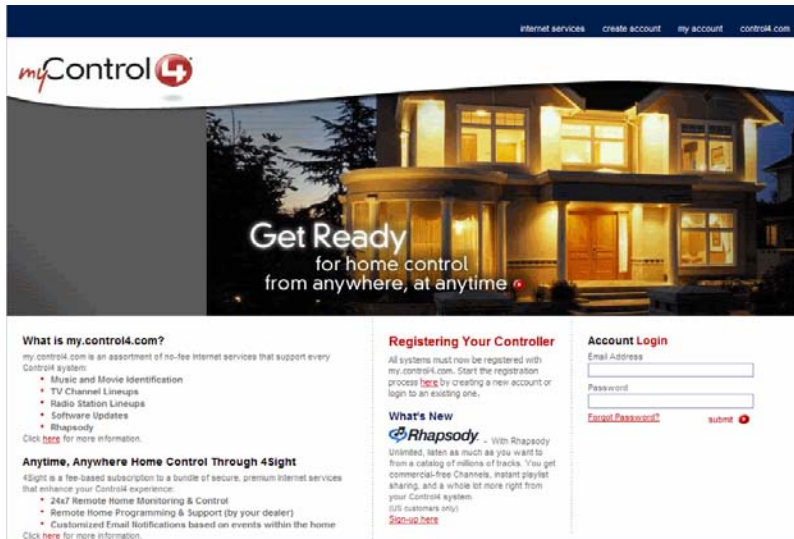 internet services create account my account control4.com
myControl4
Get Ready
for home control
from anywhere, at anytime
What is my.control4.com?
my.control4.com is an assortment of no-fee internet services that support every
Control4 system:
• Music and Movie Identification
• TV Channel Lineups
• Radio Station Lineups
• Software Updates
• Rhapsody
Click here for more information.
Anytime, Anywhere Home Control Through 4Sight
4Sight is a fee-based subscription to a bundle of secure, premium internet services
that enhance your Control4 experience:
• 24x7 Remote Home Monitoring & Control
• Remote Home Programming & Support (by your dealer)
• Customized Email Notifications based on events within the home
Click here for more information.
Registering Your Controller
All systems must now be registered with
my.control4.com. Start the registration
process here by creating a new account or
login to an existing one.
What's New
Rhapsody. - With Rhapsody
Unlimited, listen as much as you want to
from a catalog of millions of tracks. You get
commercial-free Channels, instant playlist
sharing, and a whole lot more right from
your Control4 system.
(US customers only)
Sign-up here
Account Login
Email Address
Password
Forgot Password? submit